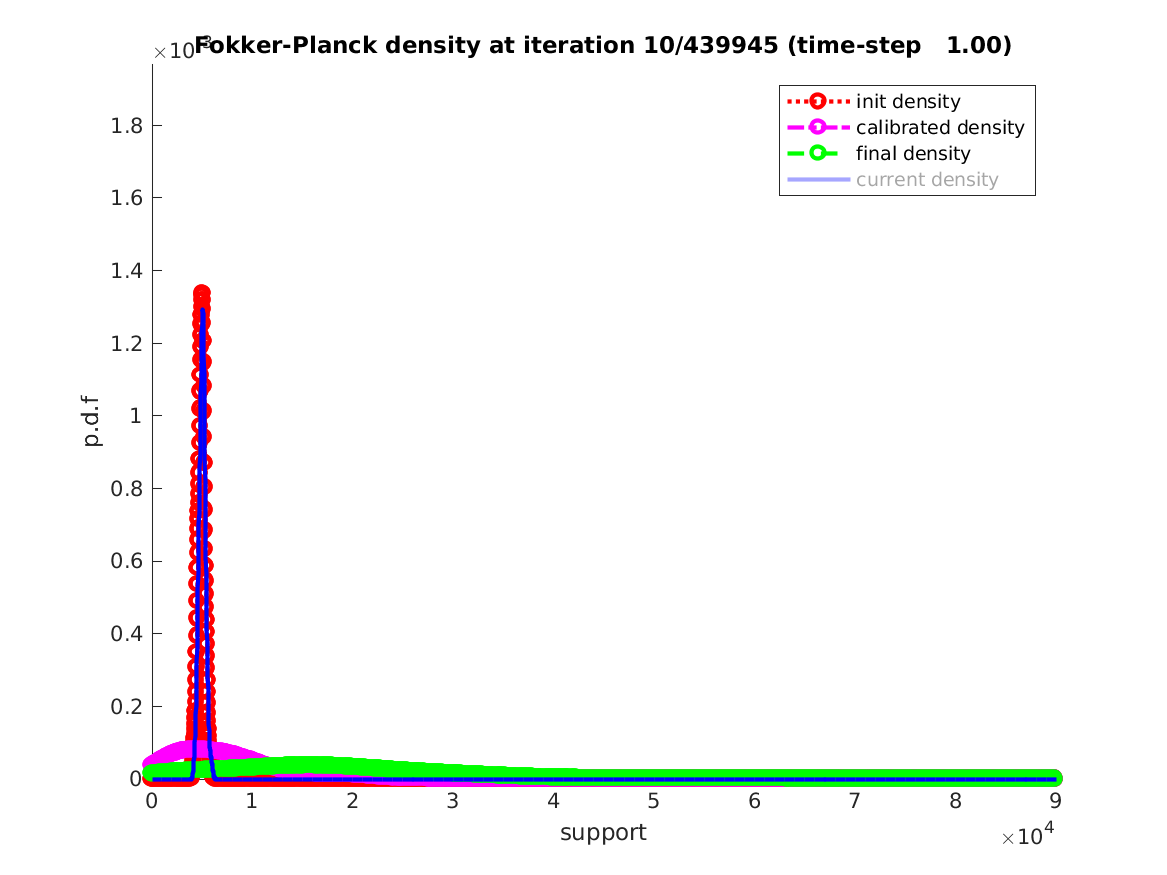 Fokker-Planck density at iteration 10/439945 (time-step 1.00)
×10⁻³
init density
calibrated density
final density
current density
1.8
1.6
1.4
1.2
1
0.8
0.6
0.4
0.2
0
p.d.f
0 1 2 3 4 5 6 7 8 9
support
×10⁴